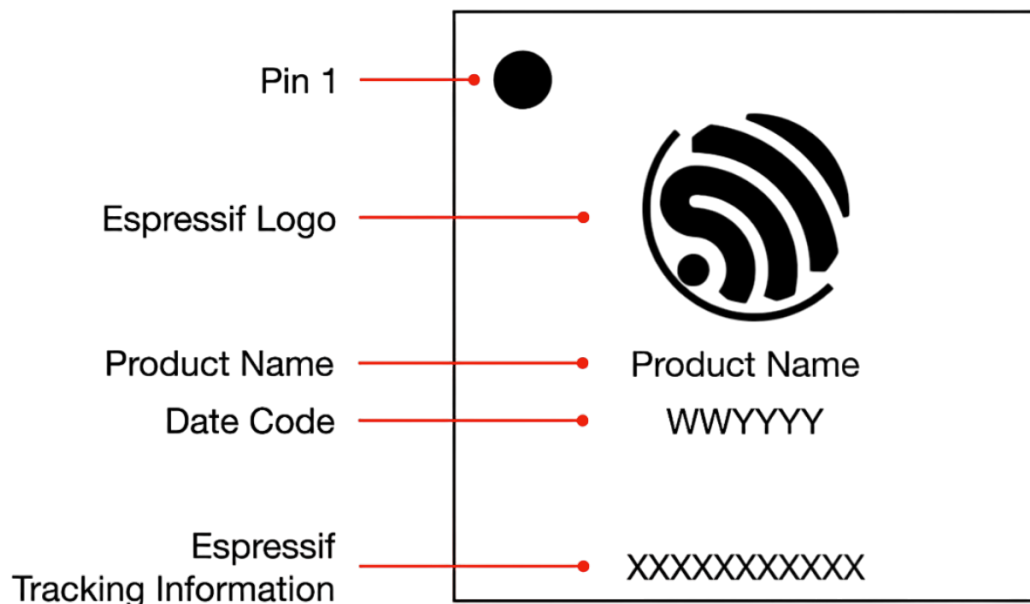 Pin 1
Espressif Logo
Product Name
Product Name
Date Code
WWYYYY
Espressif
Tracking Information
XXXXXXXXXXX